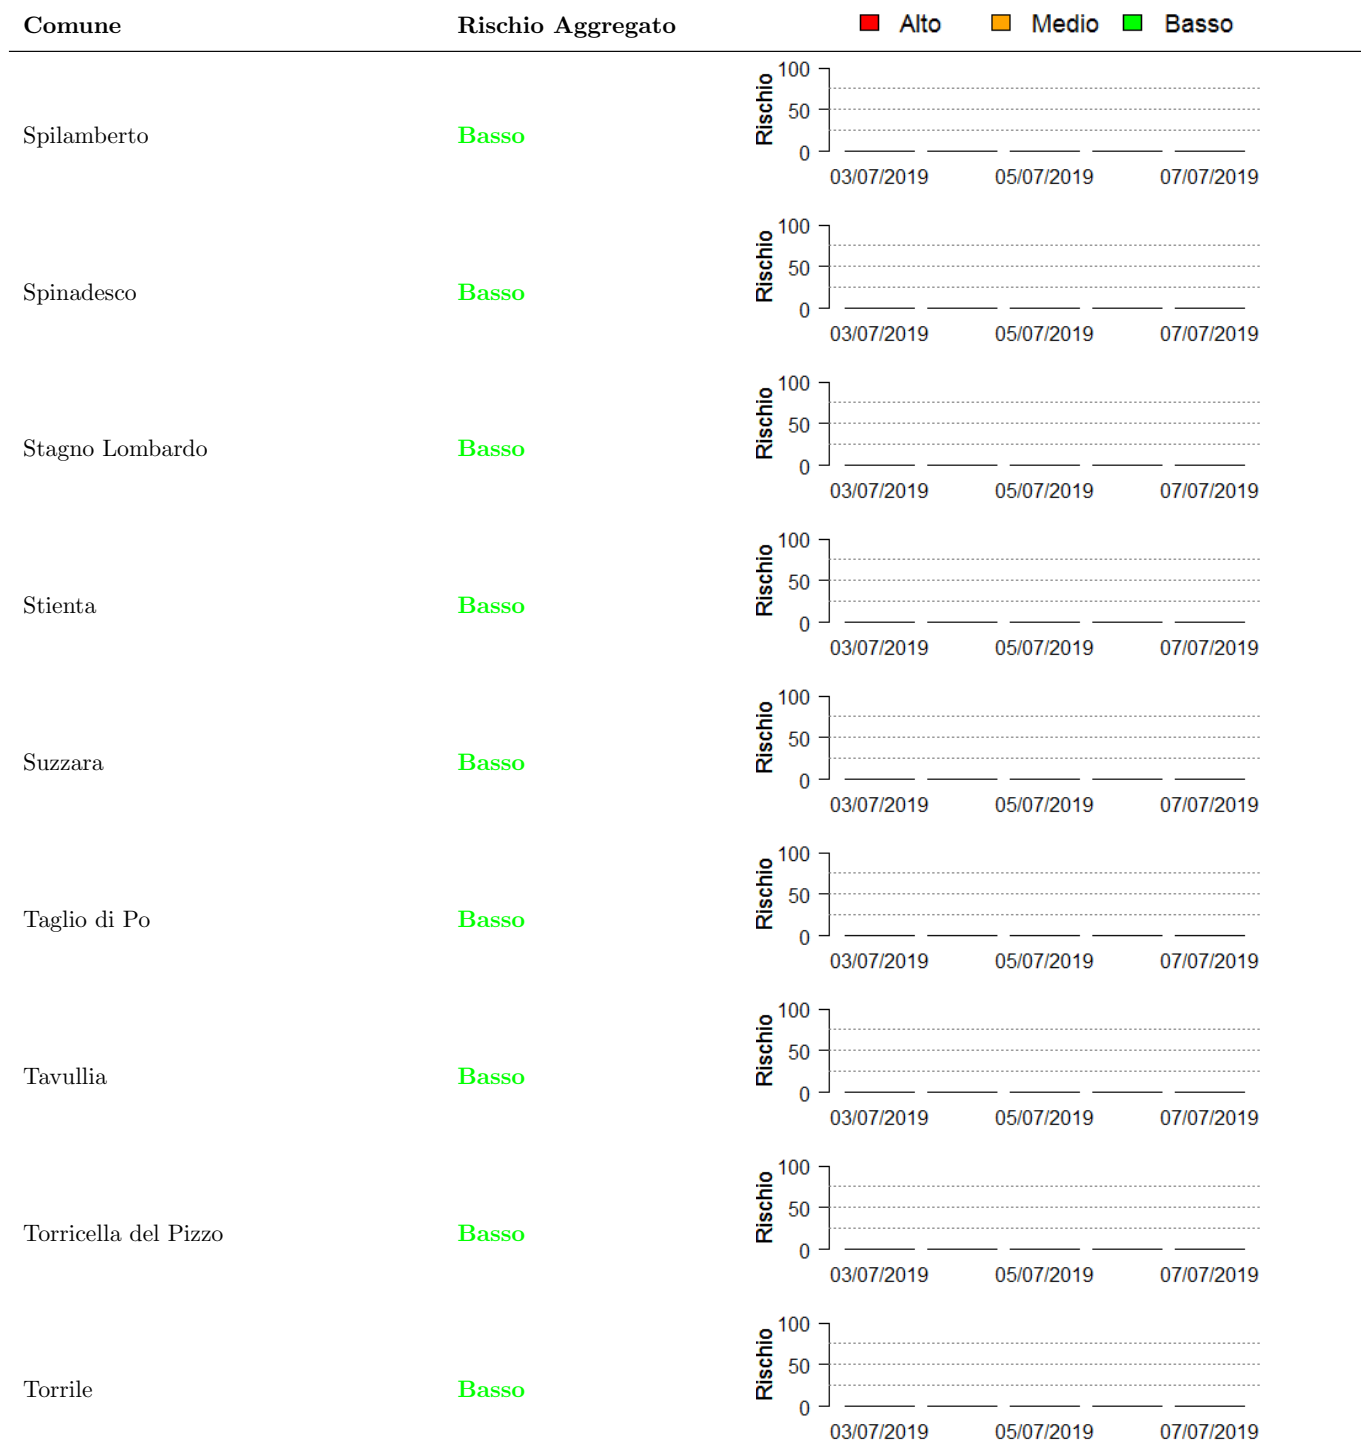 Comune Rischio Aggregato Alto Medio Basso
100
50
0
Rischio
Spilamberto Basso
03/07/2019 05/07/2019 07/07/2019
100
50
0
Rischio
Spinadesco Basso
03/07/2019 05/07/2019 07/07/2019
100
50
0
Rischio
Stagno Lombardo Basso
03/07/2019 05/07/2019 07/07/2019
100
50
0
Rischio
Stienta Basso
03/07/2019 05/07/2019 07/07/2019
100
50
0
Rischio
Suzzara Basso
03/07/2019 05/07/2019 07/07/2019
100
50
0
Rischio
Taglio di Po Basso
03/07/2019 05/07/2019 07/07/2019
100
50
0
Rischio
Tavullia Basso
03/07/2019 05/07/2019 07/07/2019
100
50
0
Rischio
Torricella del Pizzo Basso
03/07/2019 05/07/2019 07/07/2019
100
50
0
Rischio
Torrile Basso
03/07/2019 05/07/2019 07/07/2019